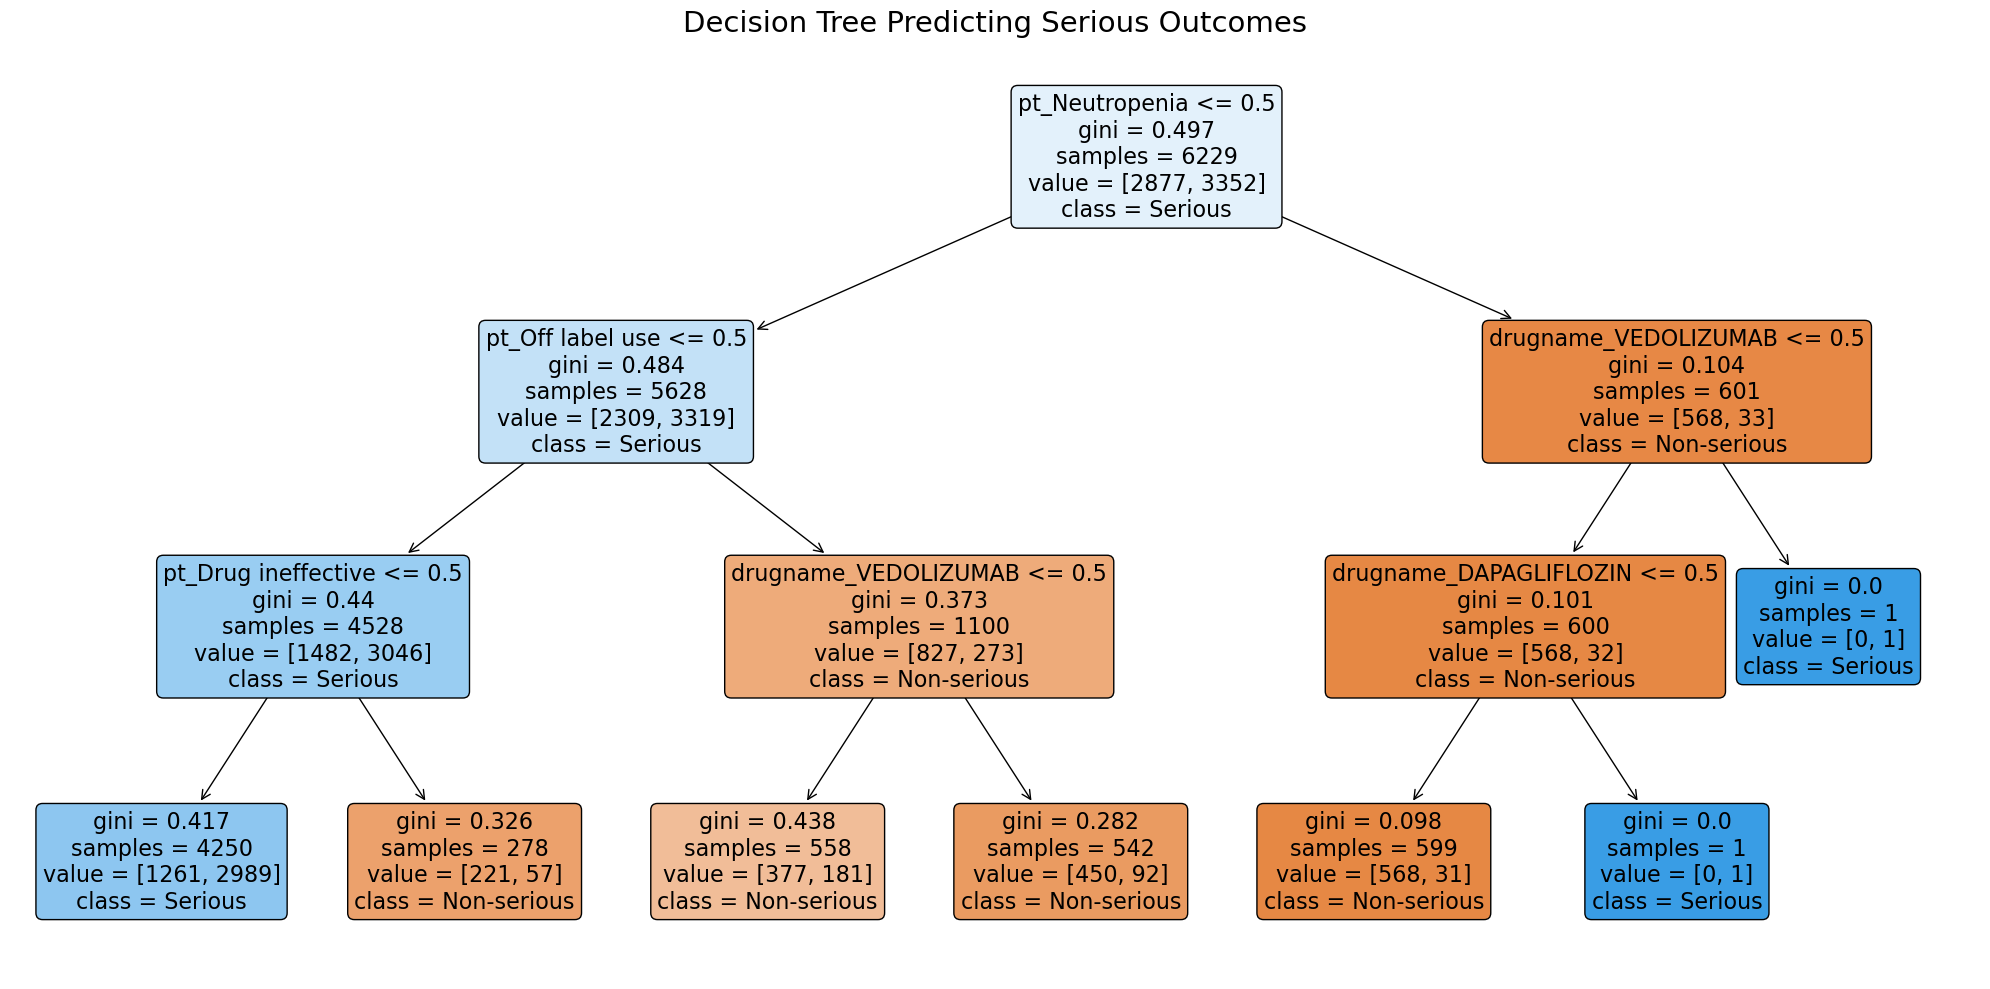 Decision Tree Predicting Serious Outcomes
pt_Neutropenia <= 0.5
gini = 0.497
samples = 6229
value = [2877, 3352]
class = Serious
pt_Off label use <= 0.5
gini = 0.484
samples = 5628
value = [2309, 3319]
class = Serious
drugname_VEDOLIZUMAB <= 0.5
gini = 0.104
samples = 601
value = [568, 33]
class = Non-serious
pt_Drug ineffective <= 0.5
gini = 0.44
samples = 4528
value = [1482, 3046]
class = Serious
drugname_VEDOLIZUMAB <= 0.5
gini = 0.373
samples = 1100
value = [827, 273]
class = Non-serious
drugname_DAPAGLIFLOZIN <= 0.5
gini = 0.101
samples = 600
value = [568, 32]
class = Non-serious
gini = 0.0
samples = 1
value = [0, 1]
class = Serious
gini = 0.417
samples = 4250
value = [1261, 2989]
class = Serious
gini = 0.326
samples = 278
value = [221, 57]
class = Non-serious
gini = 0.438
samples = 558
value = [377, 181]
class = Non-serious
gini = 0.282
samples = 542
value = [450, 92]
class = Non-serious
gini = 0.098
samples = 599
value = [568, 31]
class = Non-serious
gini = 0.0
samples = 1
value = [0, 1]
class = Serious